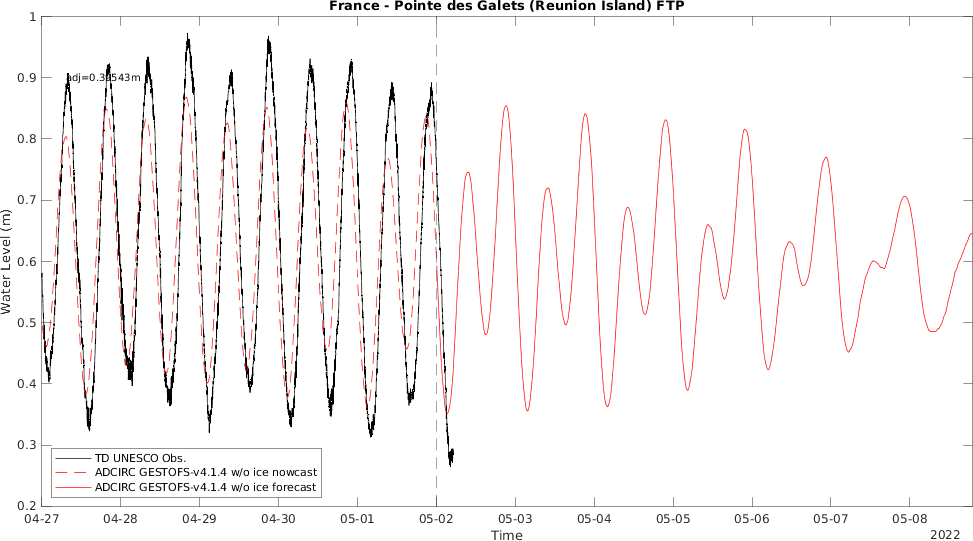 France - Pointe des Galets (Reunion Island) FTP
1
0.9
0.8
0.7
0.6
0.5
0.4
0.3
0.2
Water Level (m)
TD UNESCO Obs.
ADCIRC GESTOFS-v4.1.4 w/o ice nowcast
ADCIRC GESTOFS-v4.1.4 w/o ice forecast
04-27 04-28 04-29 04-30 05-01 05-02 05-03 05-04 05-05 05-06 05-07 05-08
Time
2022